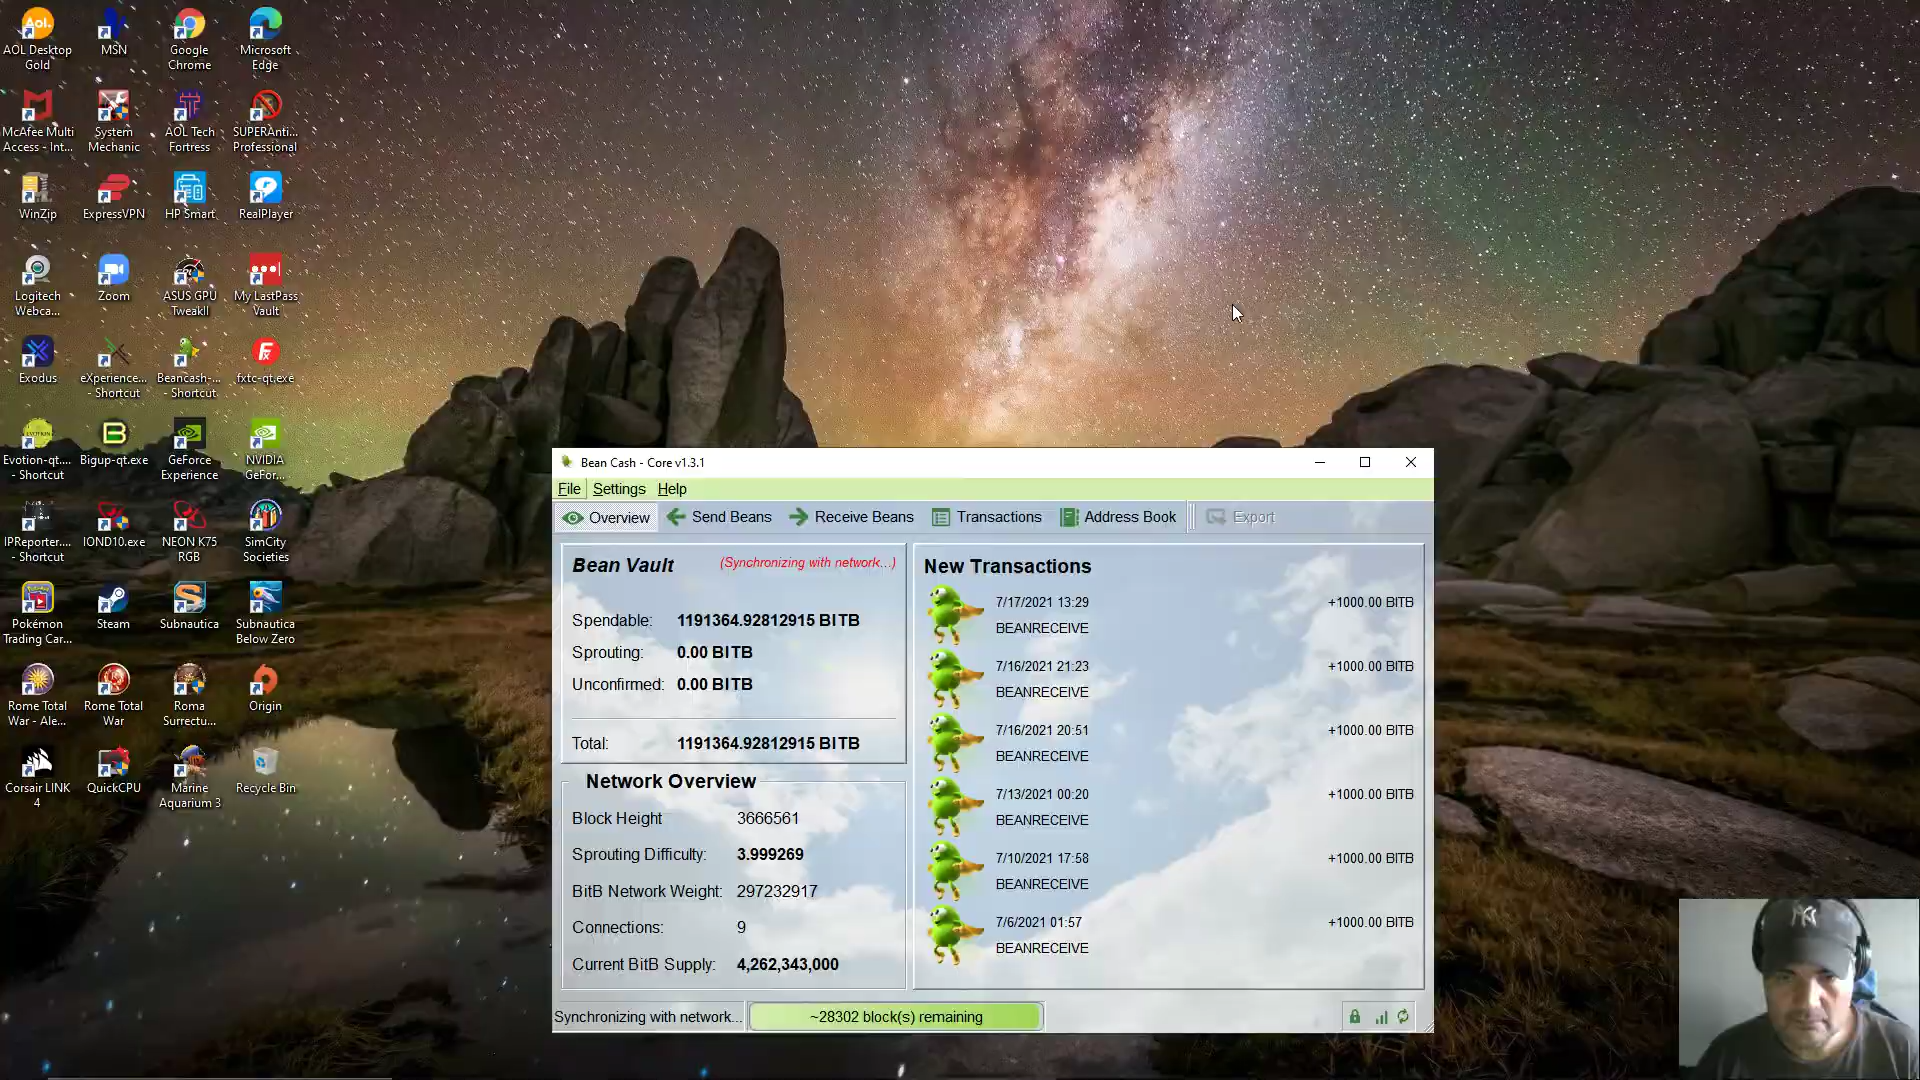 AOL Desktop Gold
MSN
Google Chrome
Microsoft Edge
McAfee Multi Access - Int...
System Mechanic
AOL Tech Fortress
SUPERAnti... Professional
WinZip
ExpressVPN
HP Smart
RealPlayer
Logitech Webca...
Zoom
ASUS GPU TweakII
My LastPass Vault
Exodus
eXperience... - Shortcut
Beancash-... - Shortcut
fxtc-qt.exe
Evotion-qt.... - Shortcut
Bigup-qt.exe
GeForce Experience
NVIDIA GeFor...
IPReporter.... - Shortcut
IOND10.exe
NEON K75 RGB
SimCity Societies
Pokémon Trading Car...
Steam
Subnautica
Subnautica Below Zero
Rome Total War - Ale...
Rome Total War
Roma Surrectu...
Origin
Corsair LINK 4
QuickCPU
Marine Aquarium 3
Recycle Bin
Bean Cash - Core v1.3.1
File Settings Help
Overview Send Beans Receive Beans Transactions Address Book Export
Bean Vault (Synchronizing with network...)
Spendable: 1191364.92812915 BITB
Sprouting: 0.00 BITB
Unconfirmed: 0.00 BITB
Total: 1191364.92812915 BITB
Network Overview
Block Height 3666561
Sprouting Difficulty: 3.999269
BitB Network Weight: 297232917
Connections: 9
Current BitB Supply: 4,262,343,000
New Transactions
7/17/2021 13:29 +1000.00 BITB
BEANRECEIVE
7/16/2021 21:23 +1000.00 BITB
BEANRECEIVE
7/16/2021 20:51 +1000.00 BITB
BEANRECEIVE
7/13/2021 00:20 +1000.00 BITB
BEANRECEIVE
7/10/2021 17:58 +1000.00 BITB
BEANRECEIVE
7/6/2021 01:57 +1000.00 BITB
BEANRECEIVE
Synchronizing with network... ~28302 block(s) remaining